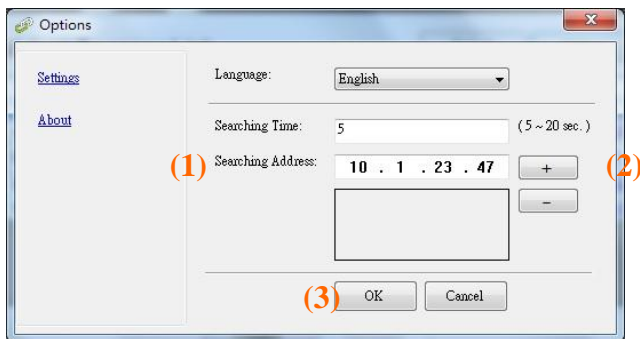 Options
x
Settings
About
Language:
English
Searching Time:
5
( 5 ~ 20 sec. )
(1)
Searching Address:
10 . 1 . 23 . 47
+
(2)
−
(3)
OK
Cancel